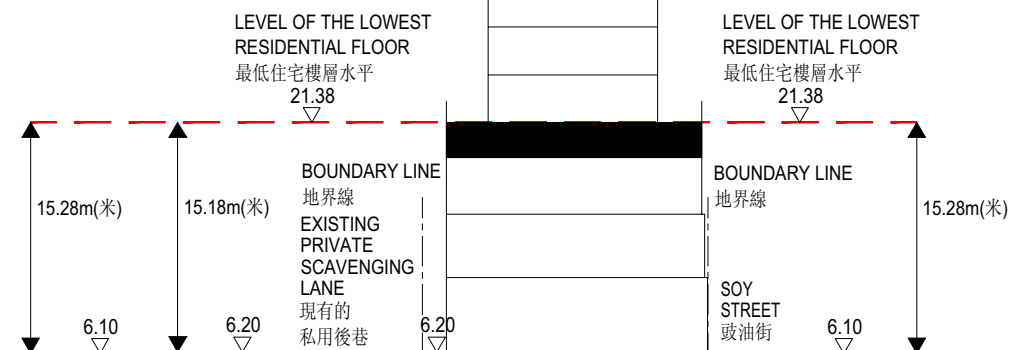 LEVEL OF THE LOWEST
RESIDENTIAL FLOOR
最低住宅樓層水平
21.38
LEVEL OF THE LOWEST
RESIDENTIAL FLOOR
最低住宅樓層水平
21.38
15.28m(米)
15.18m(米)
BOUNDARY LINE
地界線
EXISTING
PRIVATE
SCAVENGING
LANE
現有的
私用後巷
BOUNDARY LINE
地界線
15.28m(米)
SOY
STREET
豉油街
6.10
6.20
6.20
6.10